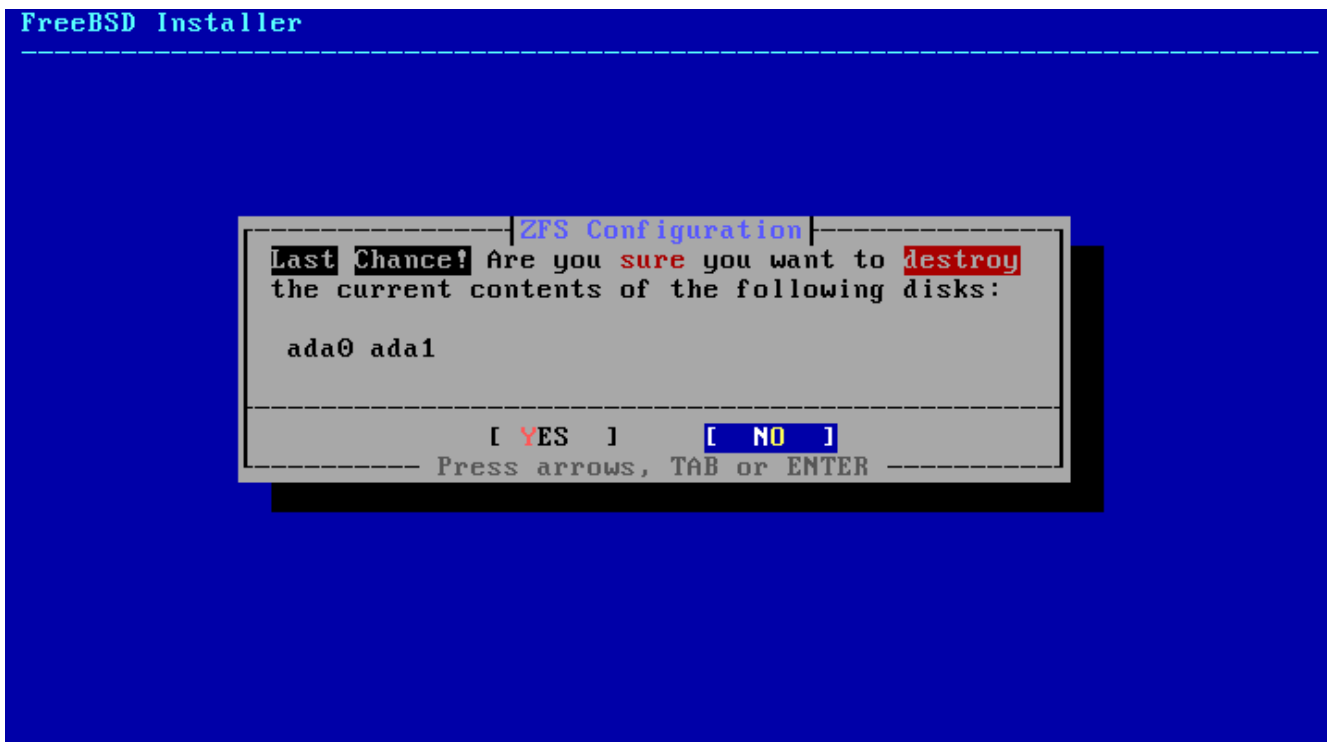 FreeBSD Installer
ZFS Configuration
Last Chance! Are you sure you want to destroy
the current contents of the following disks:
ada0 ada1
[ YES ] [ NO ]
Press arrows, TAB or ENTER